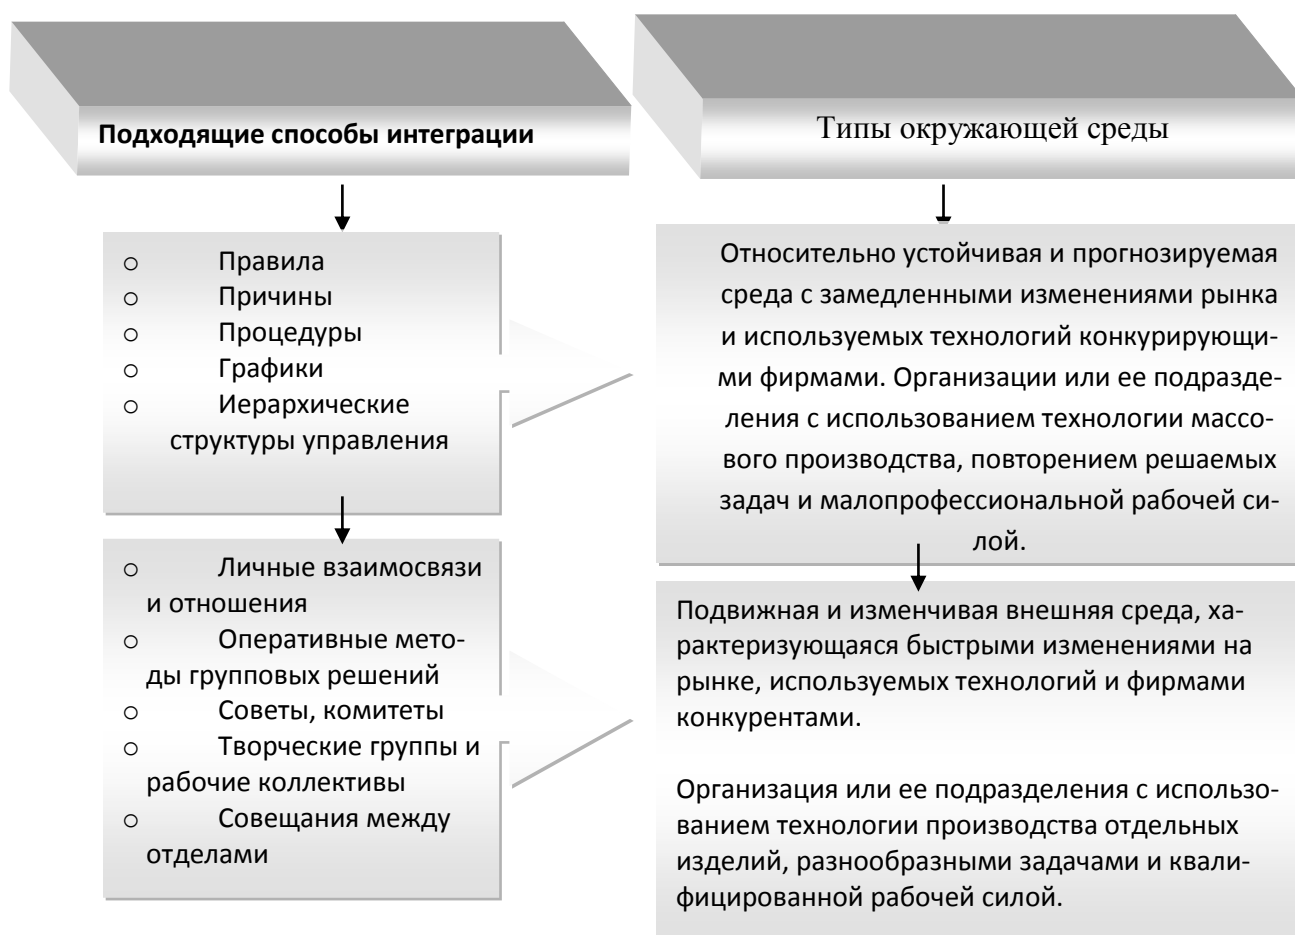 Подходящие способы интеграции
o Правила
o Причины
o Процедуры
o Графики
o Иерархические
структуры управления
o Личные взаимосвязи
и отношения
o Оперативные мето-
ды групповых решений
o Советы, комитеты
o Творческие группы и
рабочие коллективы
o Совещания между
отделами
Типы окружающей среды
Относительно устойчивая и прогнозируемая
среда с замедленными изменениями рынка
и используемых технологий конкурирующи-
ми фирмами. Организации или ее подразде-
ления с использованием технологии массо-
вого производства, повторением решаемых
задач и малопрофессиональной рабочей си-
лой.
Подвижная и изменчивая внешняя среда, ха-
рактеризующаяся быстрыми изменениями на
рынке, используемых технологий и фирмами
конкурентами.
Организация или ее подразделения с использо-
ванием технологии производства отдельных
изделий, разнообразными задачами и квали-
фицированной рабочей силой.